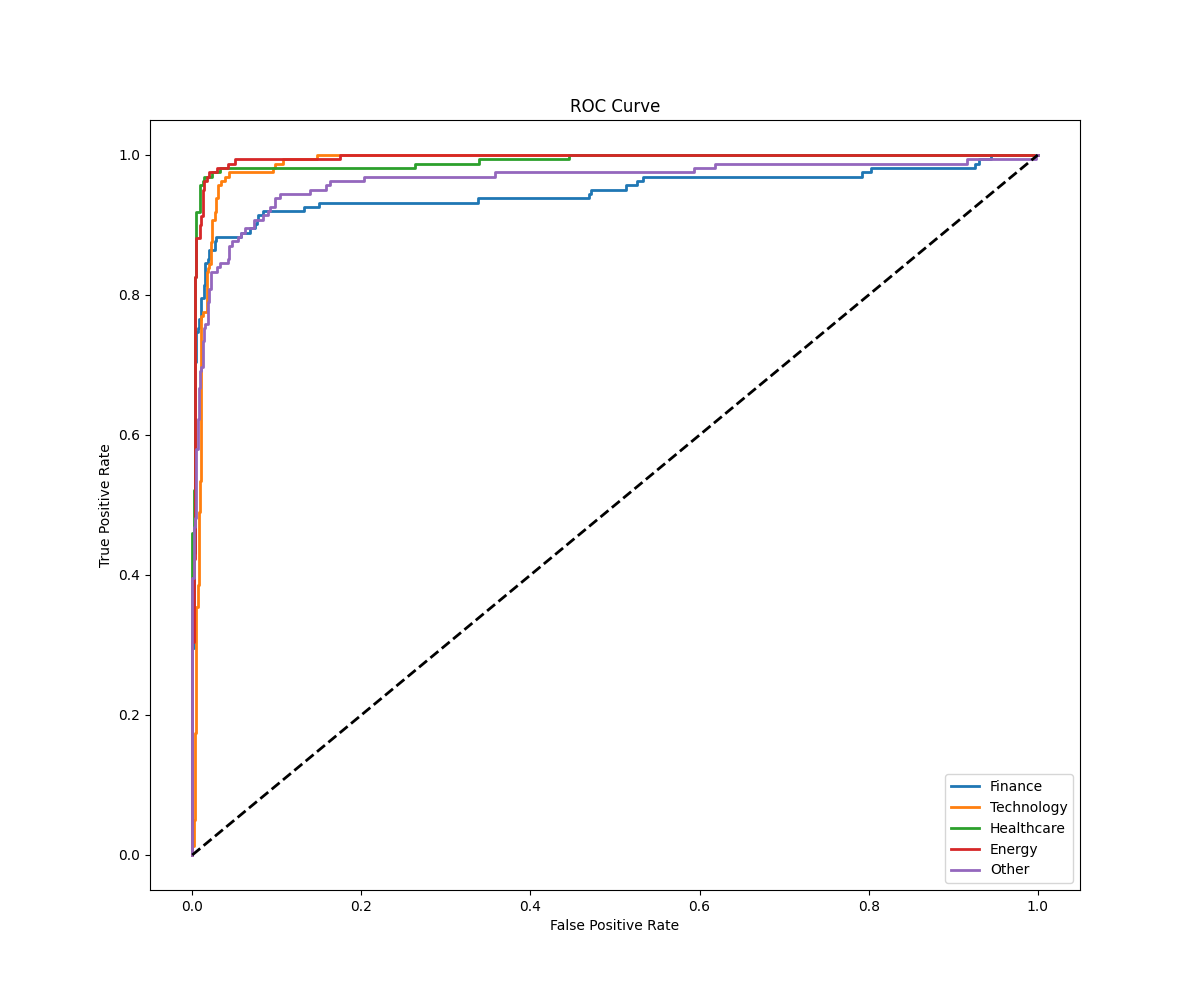 ROC Curve
True Positive Rate
1.0
0.8
0.6
0.4
0.2
0.0
0.0 0.2 0.4 0.6 0.8 1.0
False Positive Rate
Finance
Technology
Healthcare
Energy
Other